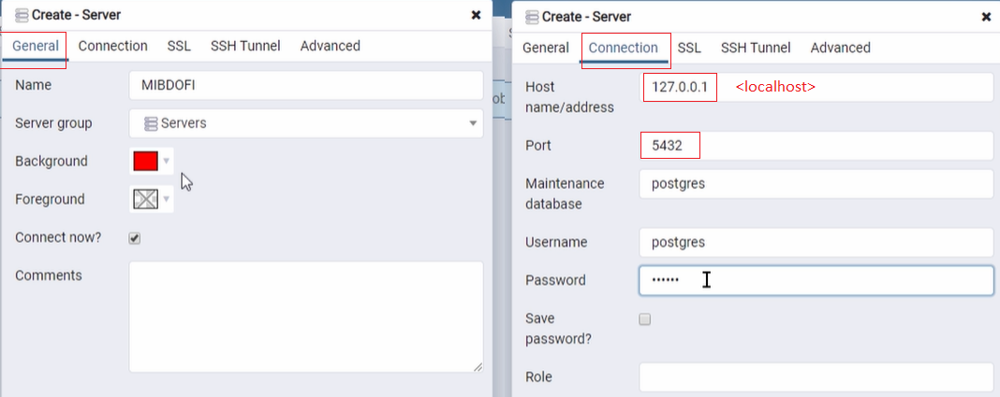 Create - Server
General Connection SSL SSH Tunnel Advanced
Name MIBDOFI
Server group Servers
Background
Foreground
Connect now?
Comments
Create - Server
General Connection SSL SSH Tunnel Advanced
Host name/address 127.0.0.1 <localhost>
Port 5432
Maintenance database postgres
Username postgres
Password ••••••
Save password?
Role
ob